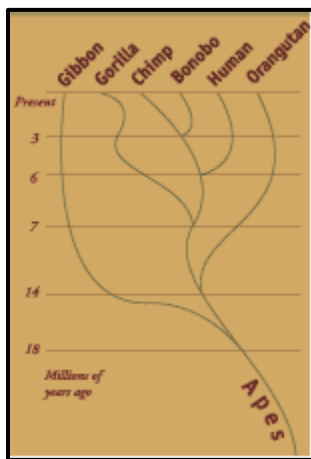 Gibbon
Gorilla
Chimp
Bonobo
Human
Orangutan
Present
3
6
7
14
18
Millions of
years ago
Apes